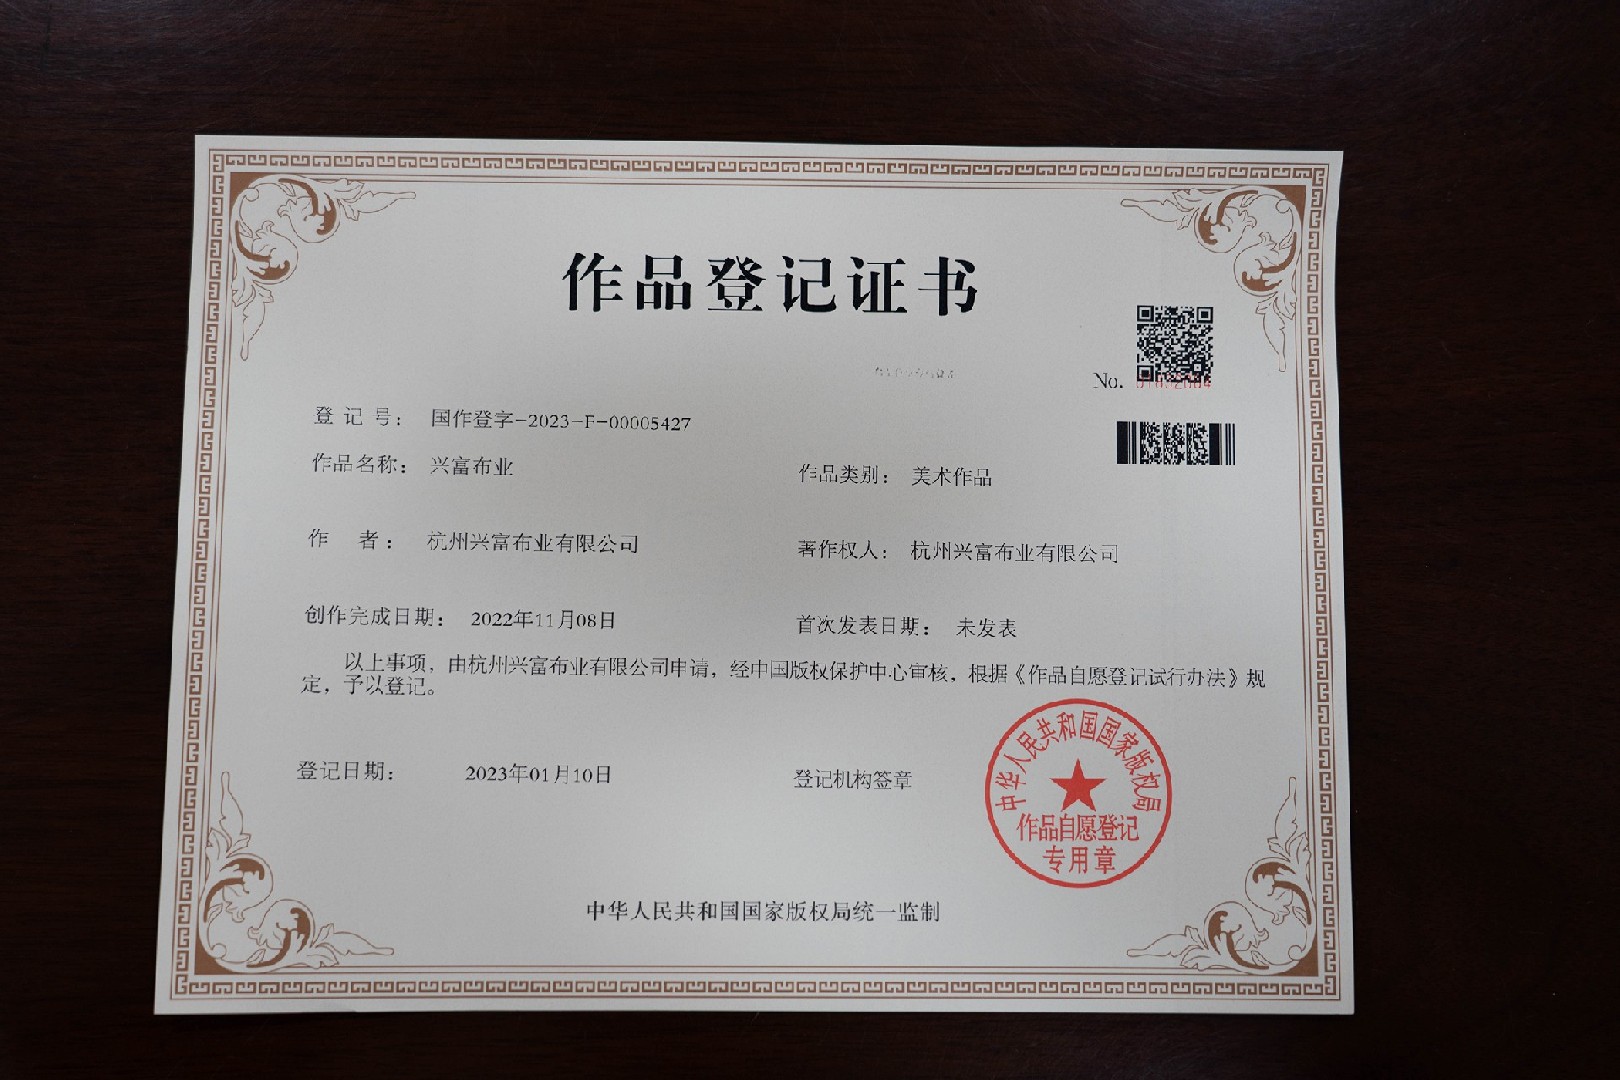 作品登记证书
No.
登 记 号： 国作登字-2023-F-00005427
作品名称： 兴富布业
作品类别： 美术作品
作 者： 杭州兴富布业有限公司
著作权人： 杭州兴富布业有限公司
创作完成日期： 2022年11月08日
首次发表日期： 未发表
以上事项，由杭州兴富布业有限公司申请，经中国版权保护中心审核，根据《作品自愿登记试行办法》规
定，予以登记。
登记日期： 2023年01月10日
登记机构签章
中华人民共和国国家版权局
作品自愿登记
专用章
中华人民共和国国家版权局统一监制